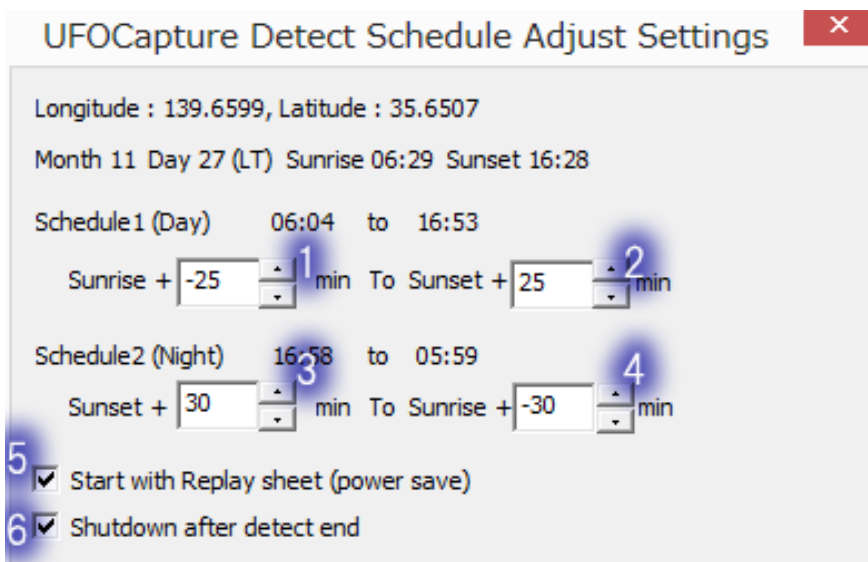 UFOCapture Detect Schedule Adjust Settings ×
Longitude : 139.6599, Latitude : 35.6507
Month 11 Day 27 (LT) Sunrise 06:29 Sunset 16:28
Schedule1 (Day) 06:04 to 16:53
Sunrise + -25 1 min To Sunset + 25 2 min
Schedule2 (Night) 16:58 to 05:59
Sunset + 30 3 min To Sunrise + -30 4 min
5 Start with Replay sheet (power save)
6 Shutdown after detect end